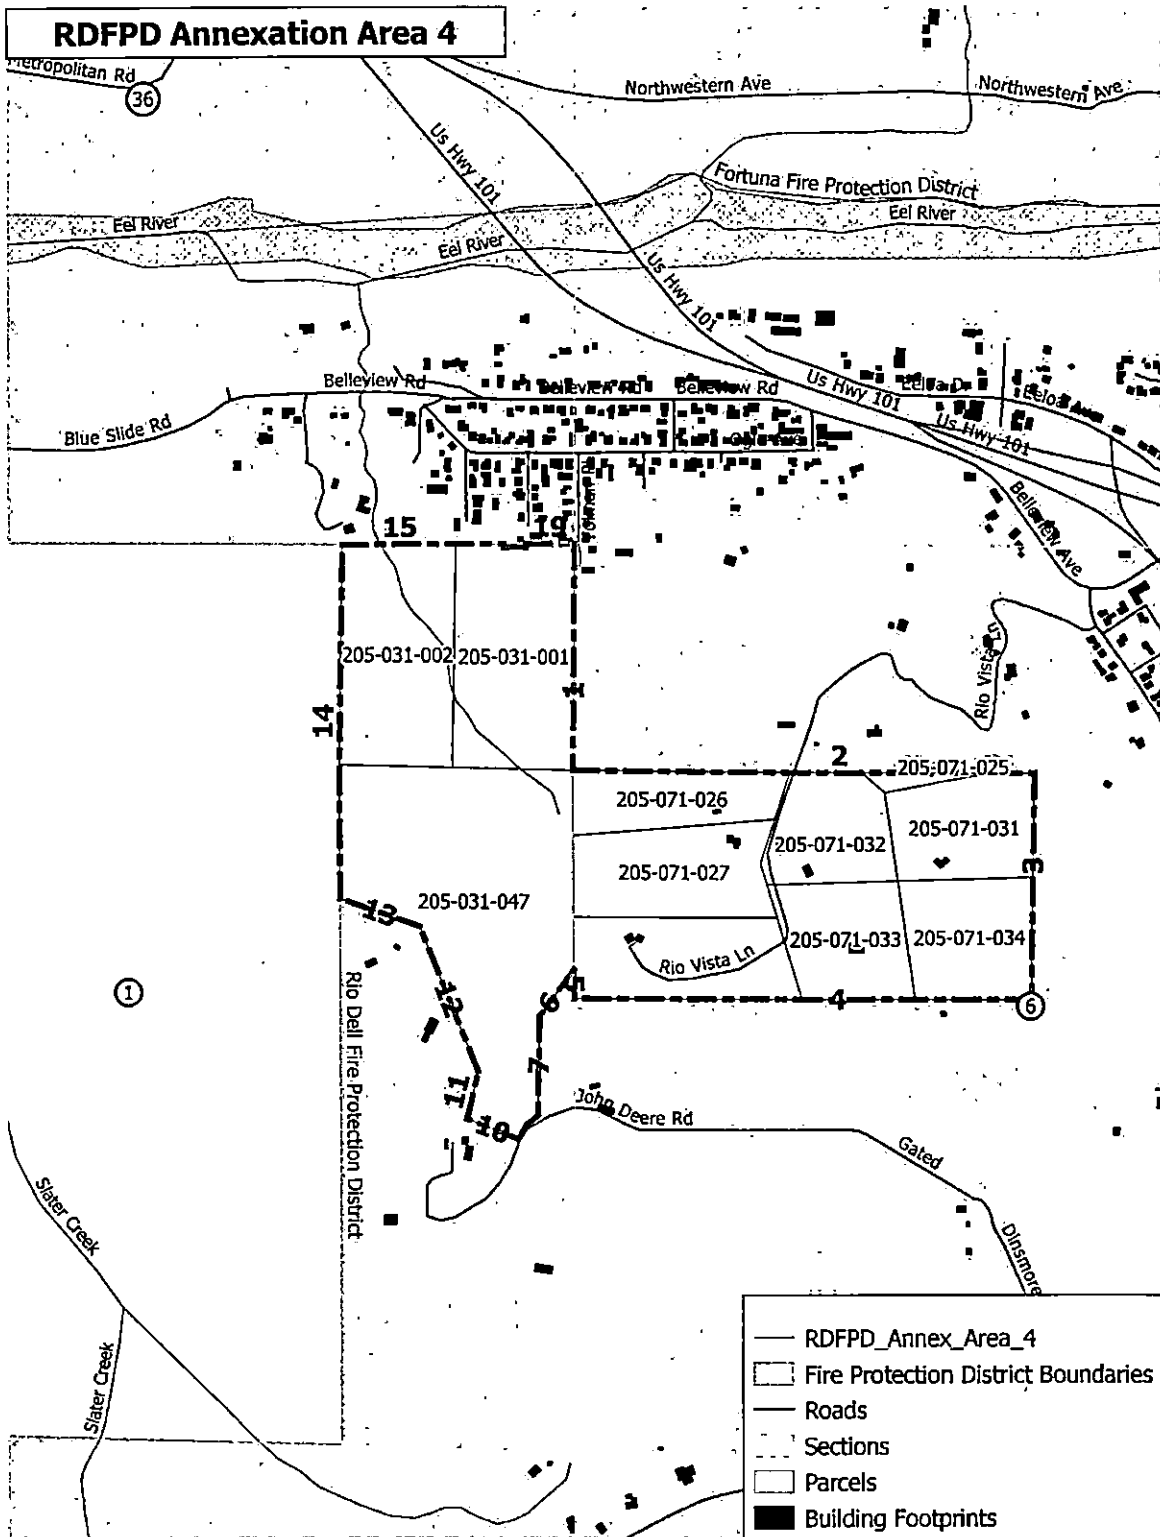 RDFPD Annexation Area 4
Metropolitan Rd
36
Northwestern Ave
Northwestern Ave
Us Hwy 101
Fortuna Fire Protection District
Eel River
Eel River
Eel River
Us Hwy 101
Belleview Rd
Belleview Rd
Belleview Rd
Us Hwy 101
Eeloa Ave
Blue Slide Rd
Us Hwy 101
Belleview Ave
15
19
Rio Vista Ln
205-031-002
205-031-001
14
1
2
205-071-025
205-071-026
205-071-032
205-071-031
3
205-071-027
205-031-047
13
205-071-033
205-071-034
Rio Vista Ln
12
5
6
4
6
1
Rio Dell Fire Protection District
7
11
10
John Deere Rd
Gated
Slater Creek
Dinsmore
Slater Creek
RDFPD_Annex_Area_4
Fire Protection District Boundaries
Roads
Sections
Parcels
Building Footprints